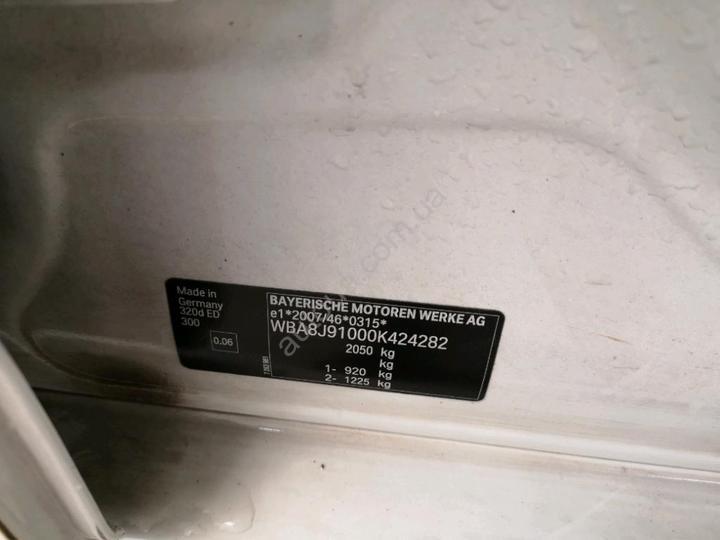 Made in
Germany
320d ED
300
0.06
BAYERISCHE MOTOREN WERKE AG
e1*2007/46*0315*
WBA8J91000K424282
2050 kg
kg
1- 920 kg
2- 1225 kg